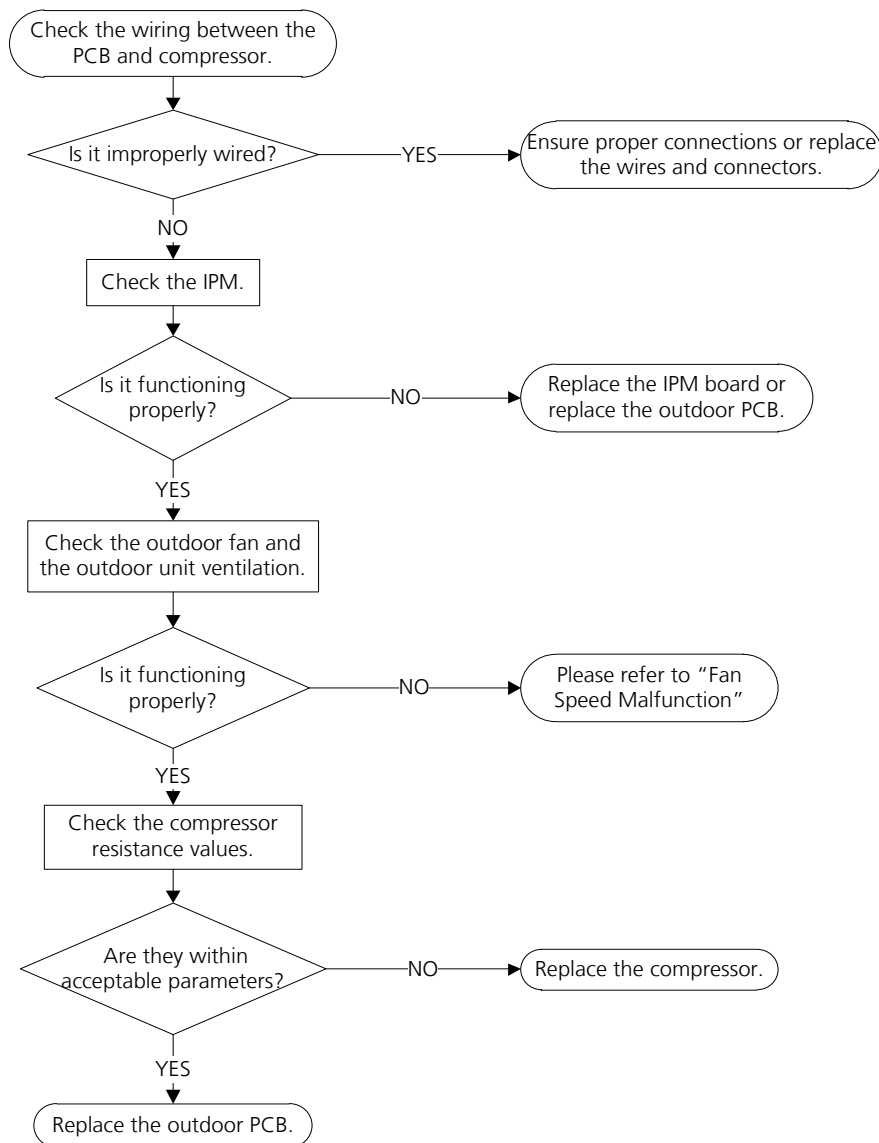 Check the wiring between the
PCB and compressor.
Is it improperly wired?
YES
Ensure proper connections or replace
the wires and connectors.
NO
Check the IPM.
Is it functioning
properly?
NO
Replace the IPM board or
replace the outdoor PCB.
YES
Check the outdoor fan and
the outdoor unit ventilation.
Is it functioning
properly?
NO
Please refer to “Fan
Speed Malfunction”
YES
Check the compressor
resistance values.
Are they within
acceptable parameters?
NO
Replace the compressor.
YES
Replace the outdoor PCB.